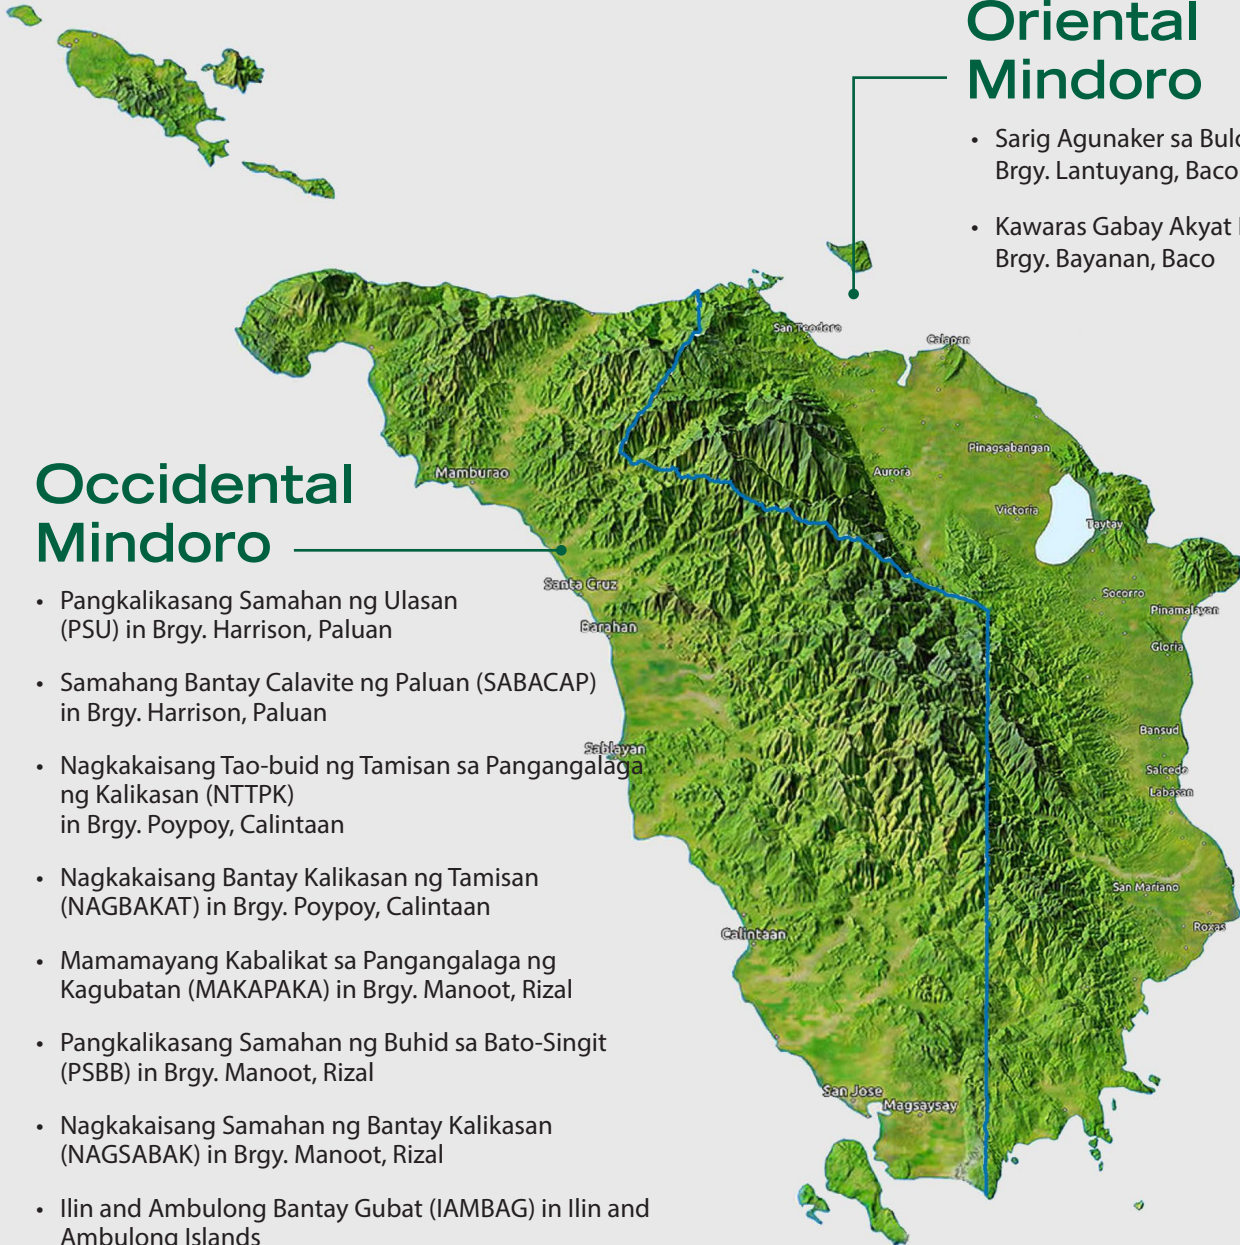 Oriental
Mindoro
• Sarig Agunaker sa
Brgy. Lantuyang, Baco
• Kawaras Gabay Akyat
Brgy. Bayanan, Baco
Occidental
Mindoro
• Pangkalikasang Samahan ng Ulasan
(PSU) in Brgy. Harrison, Paluan
• Samahang Bantay Calavite ng Paluan (SABACAP)
in Brgy. Harrison, Paluan
• Nagkakaisang Tao-buid ng Tamisan sa Pangangalaga
ng Kalikasan (NTTPK)
in Brgy. Poypoy, Calintaan
• Nagkakaisang Bantay Kalikasan ng Tamisan
(NAGBAKAT) in Brgy. Poypoy, Calintaan
• Mamamayang Kabalikat sa Pangangalaga ng
Kagubatan (MAKAPAKA) in Brgy. Manoot, Rizal
• Pangkalikasang Samahan ng Buhid sa Bato-Singit
(PSBB) in Brgy. Manoot, Rizal
• Nagkakaisang Samahan ng Bantay Kalikasan
(NAGSABAK) in Brgy. Manoot, Rizal
• Ilin and Ambulong Bantay Gubat (IAMBAG) in Ilin and
Ambulong Islands
San Teodoro
Calapan
Pinagsabangan
Mamburao
Aurora
Victoria
Taytay
Santa Cruz
Socorro
Pinamalayan
Barahan
Gloria
Bansud
Sablayan
Salcedo
Labasan
San Mariano
Roxas
Calintaan
San Jose
Magsaysay